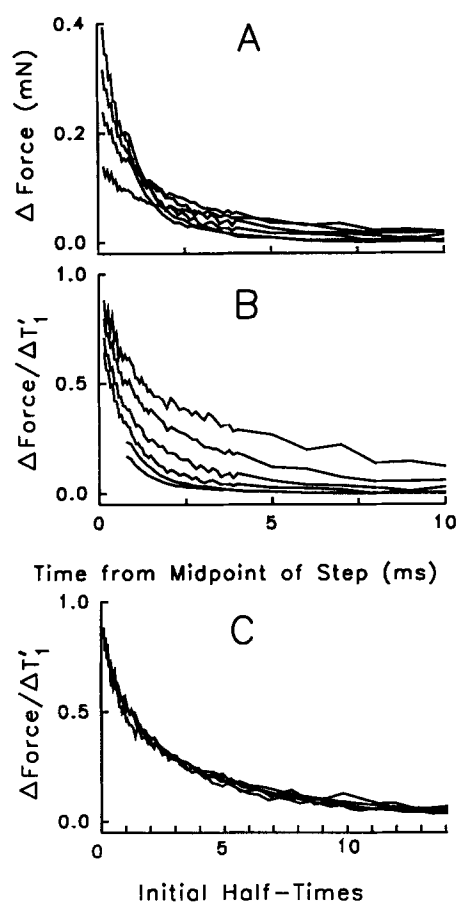 A
Δ Force (mN)
0.4
0.2
0.0
B
ΔForce/ΔT′1
1.0
0.5
0.0
0 5 10
Time from Midpoint of Step (ms)
C
ΔForce/ΔT′1
1.0
0.5
0.0
0 5 10
Initial Half-Times